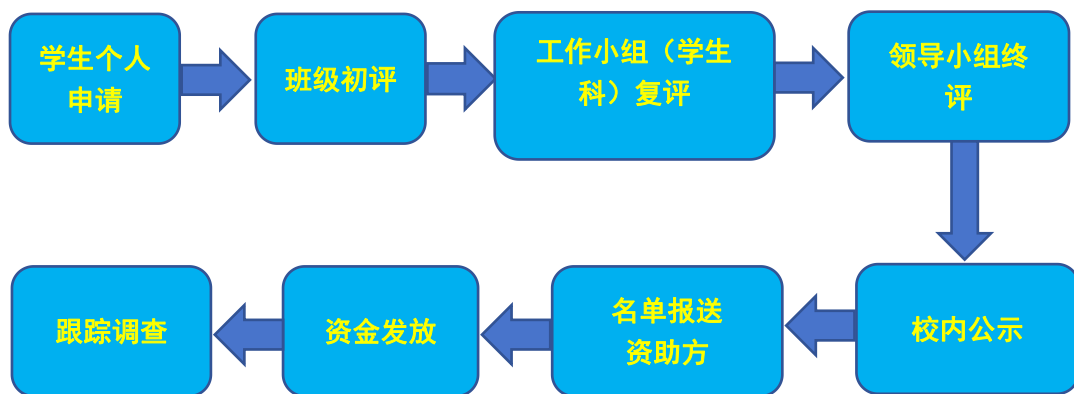 学生个人
申请
班级初评
工作小组（学生
科）复评
领导小组终
评
校内公示
名单报送
资助方
资金发放
跟踪调查